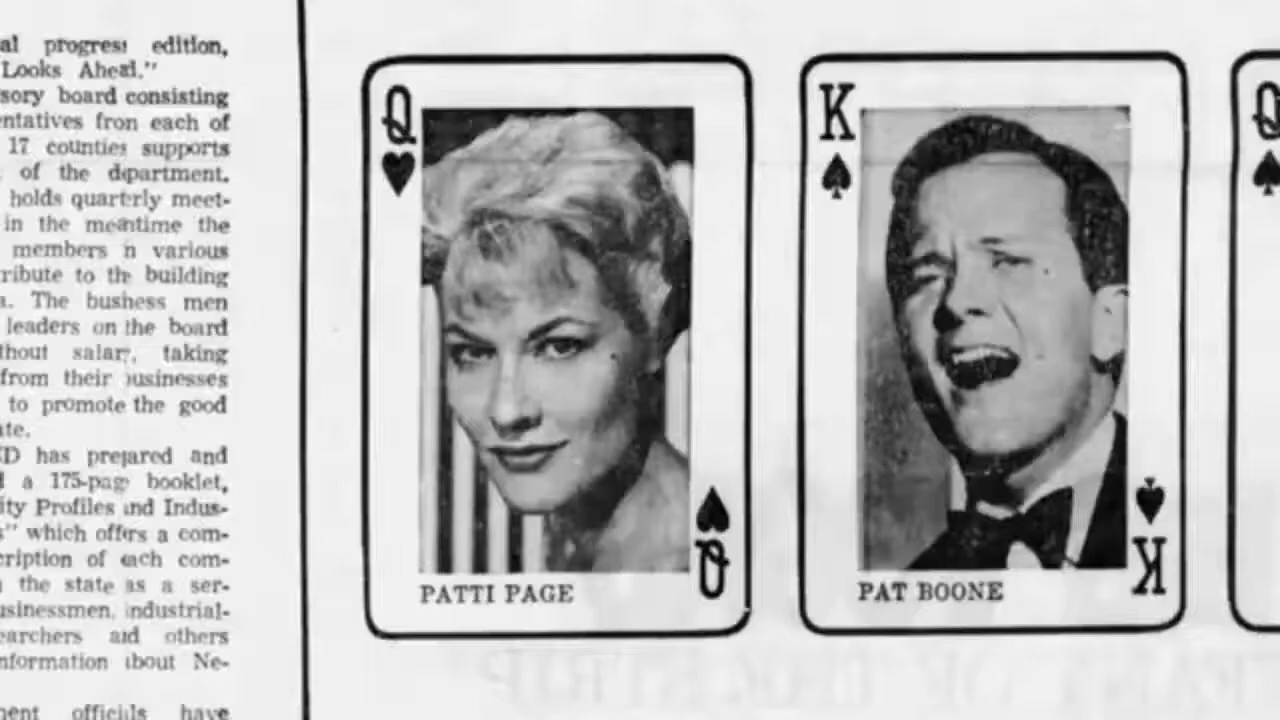 al progress edition,
Looks Ahead."
sory board consisting
entatives from each of
17 counties supports
of the department.
holds quarterly meet-
in the meantime the
members n various
ribute to the building
a. The business men
leaders on the board
thout salary, taking
from their businesses
to promote the good
ate.
D has prepared and
a 175-page booklet,
ity Profiles and Indus-
s" which offers a com-
cription of each com-
the state as a ser-
usinessmen, industrial-
earchers and others
nformation about Ne-
ment officials have
Q
PATTI PAGE
Q
K
PAT BOONE
K
Q